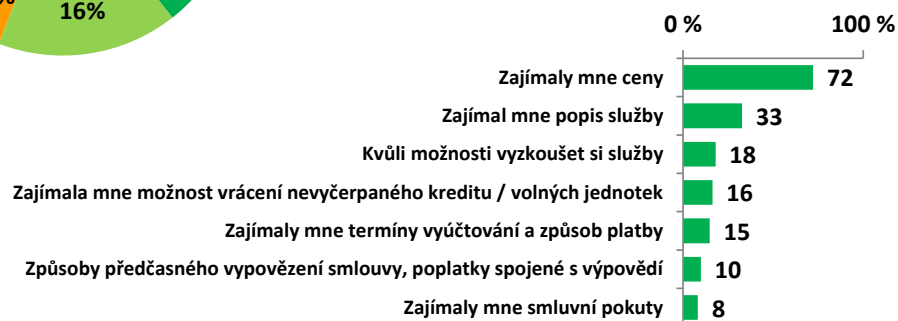 %
16%
0 % 100 %
Zajímaly mne ceny 72
Zajímal mne popis služby 33
Kvůli možnosti vyzkoušet si služby 18
Zajímala mne možnost vrácení nevyčerpaného kreditu / volných jednotek 16
Zajímaly mne termíny vyúčtování a způsob platby 15
Způsoby předčasného vypovězení smlouvy, poplatky spojené s výpovědí 10
Zajímaly mne smluvní pokuty 8